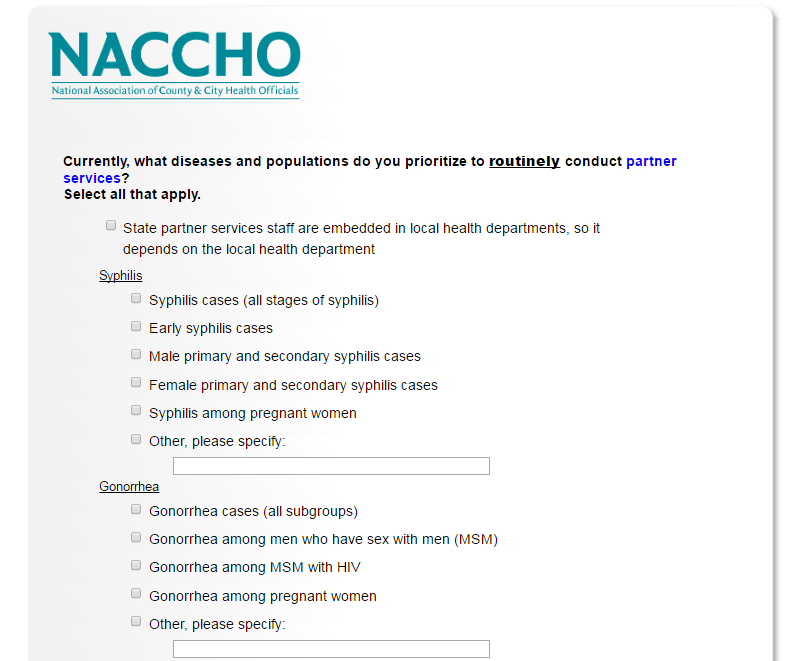 NACCHO
National Association of County & City Health Officials
Currently, what diseases and populations do you prioritize to routinely conduct partner
services?
Select all that apply.
State partner services staff are embedded in local health departments, so it
depends on the local health department
Syphilis
Syphilis cases (all stages of syphilis)
Early syphilis cases
Male primary and secondary syphilis cases
Female primary and secondary syphilis cases
Syphilis among pregnant women
Other, please specify:
Gonorrhea
Gonorrhea cases (all subgroups)
Gonorrhea among men who have sex with men (MSM)
Gonorrhea among MSM with HIV
Gonorrhea among pregnant women
Other, please specify: